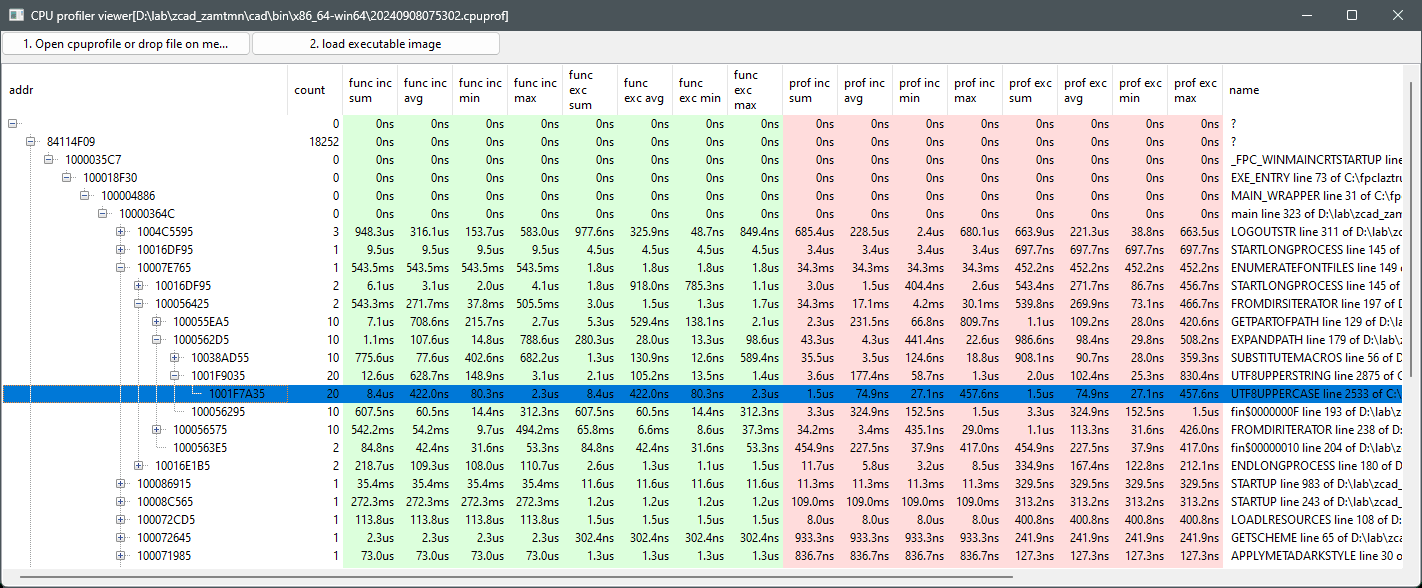 CPU profiler viewer[D:\lab\zcad_zamtmn\cad\bin\x86_64-win64\20240908075302.cpuprof]
1. Open cpuprofile or drop file on me... 2. load executable image
addr count func inc sum func inc avg func inc min func inc max func exc sum func exc avg func exc min func exc max prof inc sum prof inc avg prof inc min prof inc max prof exc sum prof exc avg prof exc min prof exc max name
0 0ns 0ns 0ns 0ns 0ns 0ns 0ns 0ns 0ns 0ns 0ns 0ns 0ns 0ns 0ns 0ns ?
84114F09 18252 0ns 0ns 0ns 0ns 0ns 0ns 0ns 0ns 0ns 0ns 0ns 0ns 0ns 0ns 0ns 0ns ?
1000035C7 0 0ns 0ns 0ns 0ns 0ns 0ns 0ns 0ns 0ns 0ns 0ns 0ns 0ns 0ns 0ns 0ns _FPC_WINMAINCRTSTARTUP line
100018F30 0 0ns 0ns 0ns 0ns 0ns 0ns 0ns 0ns 0ns 0ns 0ns 0ns 0ns 0ns 0ns 0ns EXE_ENTRY line 73 of C:\fpclaztru
100004886 0 0ns 0ns 0ns 0ns 0ns 0ns 0ns 0ns 0ns 0ns 0ns 0ns 0ns 0ns 0ns 0ns MAIN_WRAPPER line 31 of C:\fp
10000364C 0 0ns 0ns 0ns 0ns 0ns 0ns 0ns 0ns 0ns 0ns 0ns 0ns 0ns 0ns 0ns 0ns main line 323 of D:\lab\zcad_zam
1004C5595 3 948.3us 316.1us 153.7us 583.0us 977.6ns 325.9ns 48.7ns 849.4ns 685.4us 228.5us 2.4us 680.1us 663.9us 221.3us 38.8ns 663.5us LOGOUTSTR line 311 of D:\lab\zc
10016DF95 1 9.5us 9.5us 9.5us 9.5us 4.5us 4.5us 4.5us 4.5us 3.4us 3.4us 3.4us 3.4us 697.7ns 697.7ns 697.7ns 697.7ns STARTLONGPROCESS line 145 of
10007E765 1 543.5ms 543.5ms 543.5ms 543.5ms 1.8us 1.8us 1.8us 1.8us 34.3ms 34.3ms 34.3ms 34.3ms 452.2ns 452.2ns 452.2ns 452.2ns ENUMERATEFONTFILES line 149
10016DF95 2 6.1us 3.1us 2.0us 4.1us 1.8us 918.0ns 785.3ns 1.1us 3.0us 1.5us 404.4ns 2.6us 543.4ns 271.7ns 86.7ns 456.7ns STARTLONGPROCESS line 145 of
100056425 2 543.3ms 271.7ms 37.8ms 505.5ms 3.0us 1.5us 1.3us 1.7us 34.3ms 17.1ms 4.2ms 30.1ms 539.8ns 269.9ns 73.1ns 466.7ns FROMDIRSITERATOR line 197 of D
100055EA5 10 7.1us 708.6ns 215.7ns 2.7us 5.3us 529.4ns 138.1ns 2.1us 2.3us 231.5ns 66.8ns 809.7ns 1.1us 109.2ns 28.0ns 420.6ns GETPARTOFPATH line 129 of D:\la
1000562D5 10 1.1ms 107.6us 14.8us 788.6us 280.3us 28.0us 13.3us 98.6us 43.3us 4.3us 441.4ns 22.6us 986.6ns 98.4ns 29.8ns 508.2ns EXPANDPATH line 179 of D:\lab\z
10038AD55 10 775.6us 77.6us 402.6ns 682.2us 1.3us 130.9ns 12.6ns 589.4ns 35.5us 3.5us 124.6ns 18.8us 908.1ns 90.7ns 28.0ns 359.3ns SUBSTITUTEMACROS line 56 of D
1001F9035 20 12.6us 628.7ns 148.9ns 3.1us 2.1us 105.2ns 13.5ns 1.4us 3.6us 177.4ns 58.7ns 1.3us 2.0us 102.4ns 25.3ns 830.4ns UTF8UPPERSTRING line 2875 of C
1001F7A35 20 8.4us 422.0ns 80.3ns 2.3us 8.4us 422.0ns 80.3ns 2.3us 1.5us 74.9ns 27.1ns 457.6ns 1.5us 74.9ns 27.1ns 457.6ns UTF8UPPERCASE line 2533 of C:\
100056295 10 607.5ns 60.5ns 14.4ns 312.3ns 607.5ns 60.5ns 14.4ns 312.3ns 3.3us 324.9ns 152.5ns 1.5us 3.3us 324.9ns 152.5ns 1.5us fin$0000000F line 193 of D:\lab\z
100056575 10 542.2ms 54.2ms 9.7us 494.2ms 65.8ms 6.6ms 8.6us 37.3ms 34.2ms 3.4ms 435.1ns 29.0ms 1.1us 113.3ns 31.6ns 426.0ns FROMDIRITERATOR line 238 of D:
1000563E5 2 84.8ns 42.4ns 31.6ns 53.3ns 84.8ns 42.4ns 31.6ns 53.3ns 454.9ns 227.5ns 37.9ns 417.0ns 454.9ns 227.5ns 37.9ns 417.0ns fin$00000010 line 204 of D:\lab\z
10016E1B5 2 218.7us 109.3us 108.0us 110.7us 2.6us 1.3us 1.1us 1.5us 11.7us 5.8us 3.2us 8.5us 334.9ns 167.4ns 122.8ns 212.1ns ENDLONGPROCESS line 180 of D
100086915 1 35.4ms 35.4ms 35.4ms 35.4ms 11.6us 11.6us 11.6us 11.6us 11.3ms 11.3ms 11.3ms 11.3ms 329.5ns 329.5ns 329.5ns 329.5ns STARTUP line 983 of D:\lab\zcad_
10008C565 1 272.3ms 272.3ms 272.3ms 272.3ms 1.2us 1.2us 1.2us 1.2us 109.0ms 109.0ms 109.0ms 109.0ms 313.2ns 313.2ns 313.2ns 313.2ns STARTUP line 243 of D:\lab\zcad_
100072CD5 1 113.8us 113.8us 113.8us 113.8us 1.5us 1.5us 1.5us 1.5us 8.0us 8.0us 8.0us 8.0us 400.8ns 400.8ns 400.8ns 400.8ns LOADLRESOURCES line 108 of D:
100072645 1 2.3us 2.3us 2.3us 2.3us 302.4ns 302.4ns 302.4ns 302.4ns 933.3ns 933.3ns 933.3ns 933.3ns 241.9ns 241.9ns 241.9ns 241.9ns GETSCHEME line 65 of D:\lab\zc
100071985 1 73.0us 73.0us 73.0us 73.0us 1.3us 1.3us 1.3us 1.3us 836.7ns 836.7ns 836.7ns 836.7ns 127.3ns 127.3ns 127.3ns 127.3ns APPLYMETADARKSTYLE line 30 o